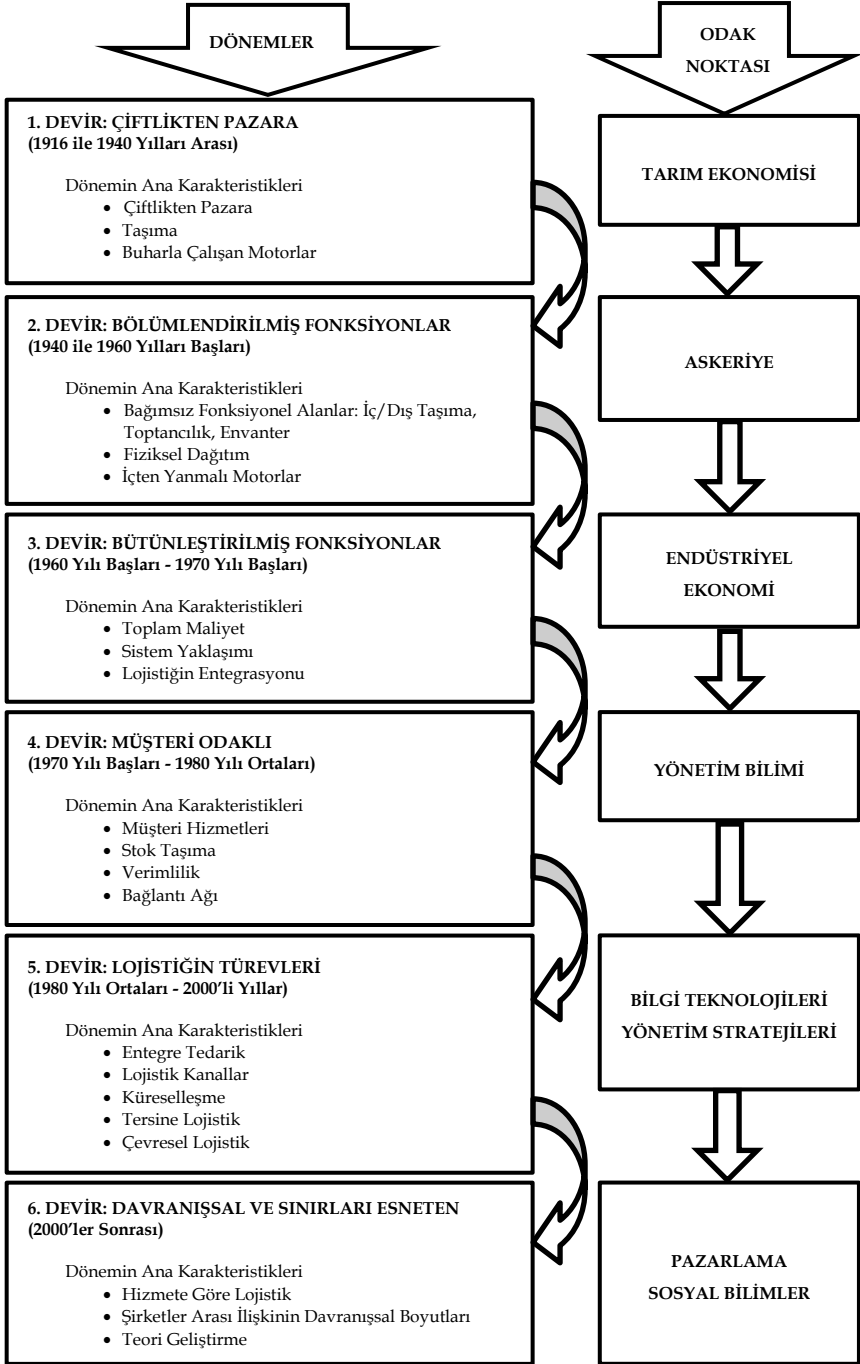 DÖNEMLER
ODAK
NOKTASI
1. DEVİR: ÇİFTLİKTEN PAZARA
(1916 ile 1940 Yılları Arası)
Dönemin Ana Karakteristikleri
• Çiftlikten Pazara
• Taşıma
• Buharla Çalışan Motorlar
TARIM EKONOMİSİ
2. DEVİR: BÖLÜMLENDİRİLMİŞ FONKSİYONLAR
(1940 ile 1960 Yılları Başları)
Dönemin Ana Karakteristikleri
• Bağımsız Fonksiyonel Alanlar: İç/Dış Taşıma,
Toptancılık, Envanter
• Fiziksel Dağıtım
• İçten Yanmalı Motorlar
ASKERİYE
3. DEVİR: BÜTÜNLEŞTİRİLMİŞ FONKSİYONLAR
(1960 Yılı Başları - 1970 Yılı Başları)
Dönemin Ana Karakteristikleri
• Toplam Maliyet
• Sistem Yaklaşımı
• Lojistiğin Entegrasyonu
ENDÜSTRİYEL
EKONOMİ
4. DEVİR: MÜŞTERİ ODAKLI
(1970 Yılı Başları - 1980 Yılı Ortaları)
Dönemin Ana Karakteristikleri
• Müşteri Hizmetleri
• Stok Taşıma
• Verimlilik
• Bağlantı Ağı
YÖNETİM BİLİMİ
5. DEVİR: LOJİSTİĞİN TÜREVLERİ
(1980 Yılı Ortaları - 2000’li Yıllar)
Dönemin Ana Karakteristikleri
• Entegre Tedarik
• Lojistik Kanallar
• Küreselleşme
• Tersine Lojistik
• Çevresel Lojistik
BİLGİ TEKNOLOJİLERİ
YÖNETİM STRATEJİLERİ
6. DEVİR: DAVRANIŞSAL VE SINIRLARI ESNETEN
(2000’ler Sonrası)
Dönemin Ana Karakteristikleri
• Hizmete Göre Lojistik
• Şirketler Arası İlişkinin Davranışsal Boyutları
• Teori Geliştirme
PAZARLAMA
SOSYAL BİLİMLER